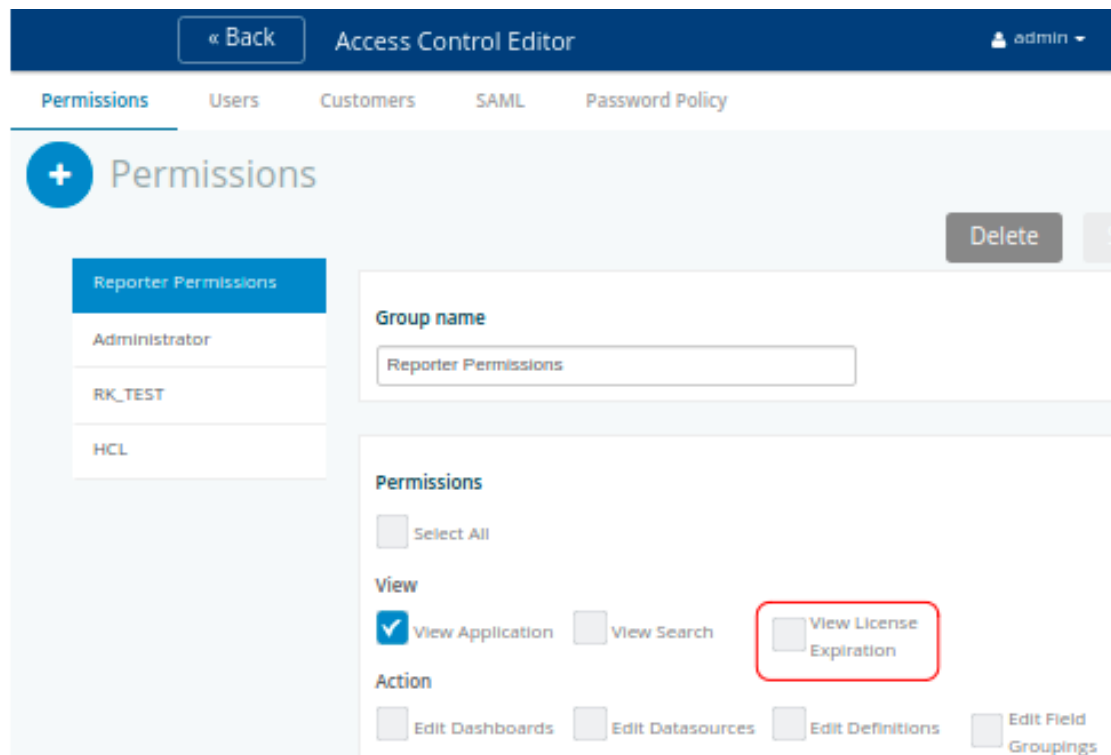 « Back Access Control Editor admin
Permissions Users Customers SAML Password Policy
Permissions
Delete
Reporter Permissions
Administrator
RK_TEST
HCL
Group name
Reporter Permissions
Permissions
Select All
View
View Application View Search View License
Expiration
Action
Edit Dashboards Edit Datasources Edit Definitions Edit Field
Groupings